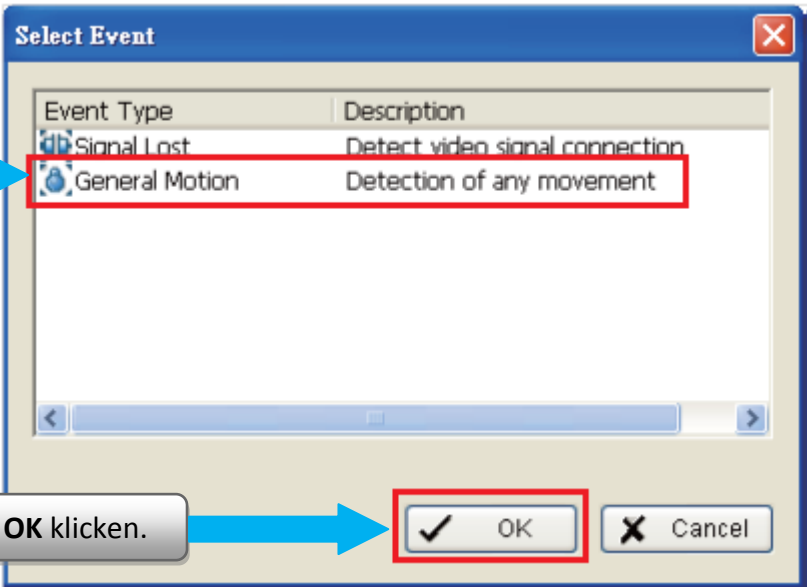 Select Event
Event Type Description
Signal Lost Detect video signal connection
General Motion Detection of any movement
OK klicken.
OK Cancel